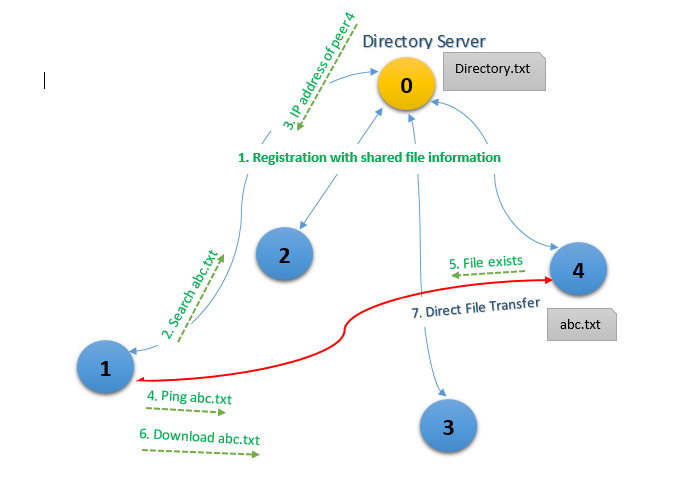 3. IP address of peer 4
Directory Server
Directory.txt
0
1. Registration with shared file information
2
2. Search abc.txt
5. File exists
4
7. Direct File Transfer
abc.txt
1
4. Ping abc.txt
6. Download abc.txt
3